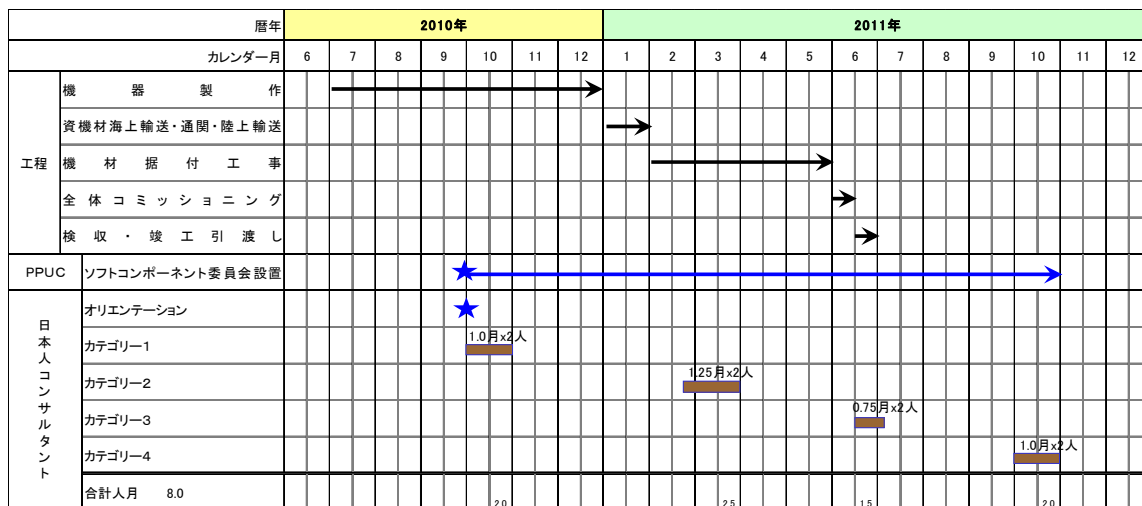 暦年 2010年 2011年
カレンダー月 6 7 8 9 10 11 12 1 2 3 4 5 6 7 8 9 10 11 12
工程
機器製作
資機材海上輸送・通関・陸上輸送
機材据付工事
全体コミッショニング
検収・竣工引渡し
PPUC ソフトコンポーネント委員会設置
日本人コンサルタント
オリエンテーション
カテゴリー1 1.0月x2人
カテゴリー2 1.25月x2人
カテゴリー3 0.75月x2人
カテゴリー4 1.0月x2人
合計人月 8.0 20 25 15 20